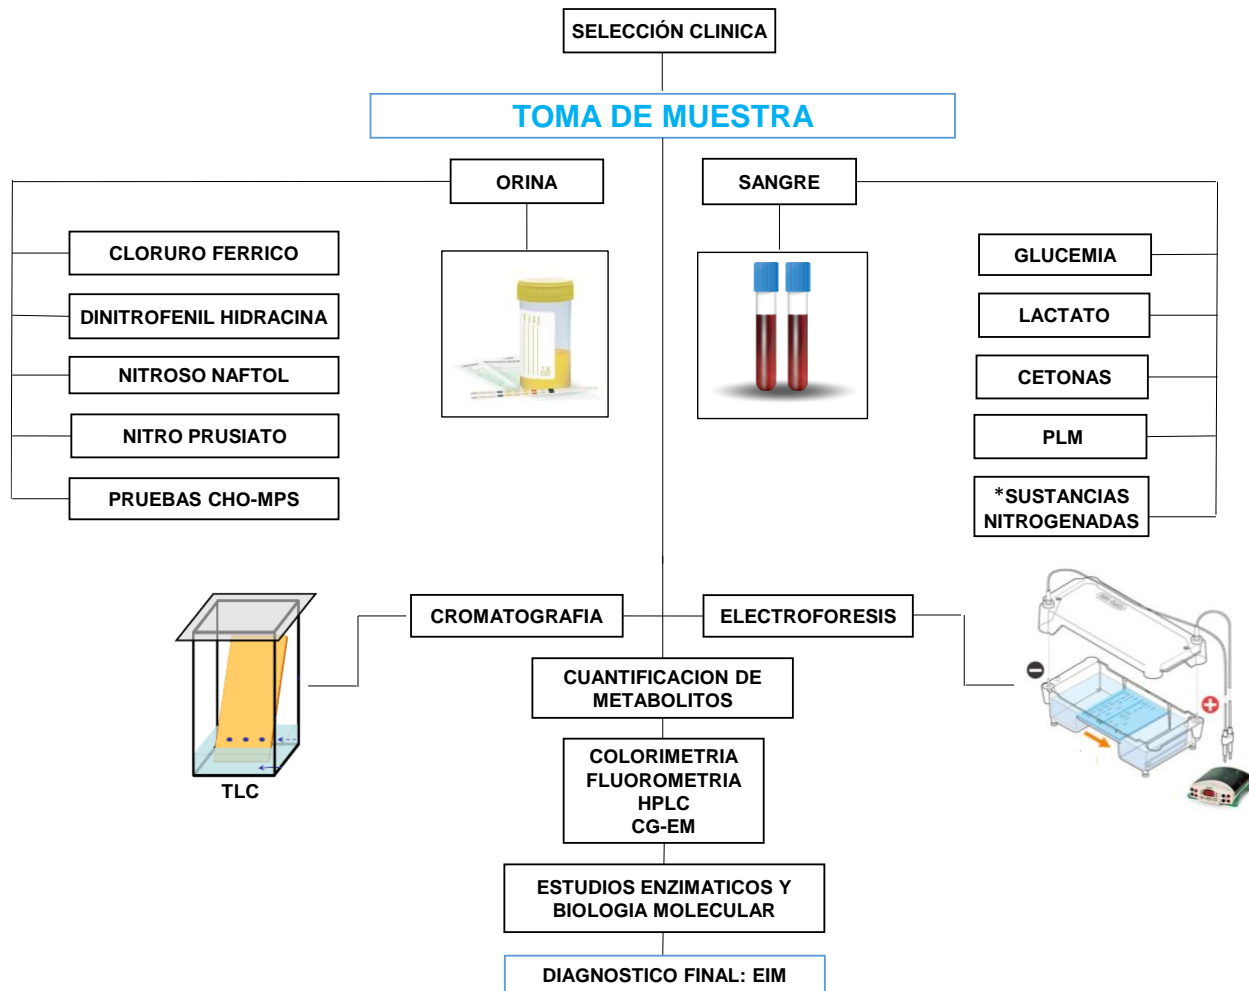 SELECCIÓN CLINICA
TOMA DE MUESTRA
ORINA
SANGRE
CLORURO FERRICO
DINITROFENIL HIDRACINA
NITROSO NAFTOL
NITRO PRUSIATO
PRUEBAS CHO-MPS
GLUCEMIA
LACTATO
CETONAS
PLM
*SUSTANCIAS
NITROGENADAS
CROMATOGRAFIA
ELECTROFORESIS
TLC
CUANTIFICACION DE
METABOLITOS
COLORIMETRIA
FLUOROMETRIA
HPLC
CG-EM
ESTUDIOS ENZIMATICOS Y
BIOLOGIA MOLECULAR
DIAGNOSTICO FINAL: EIM